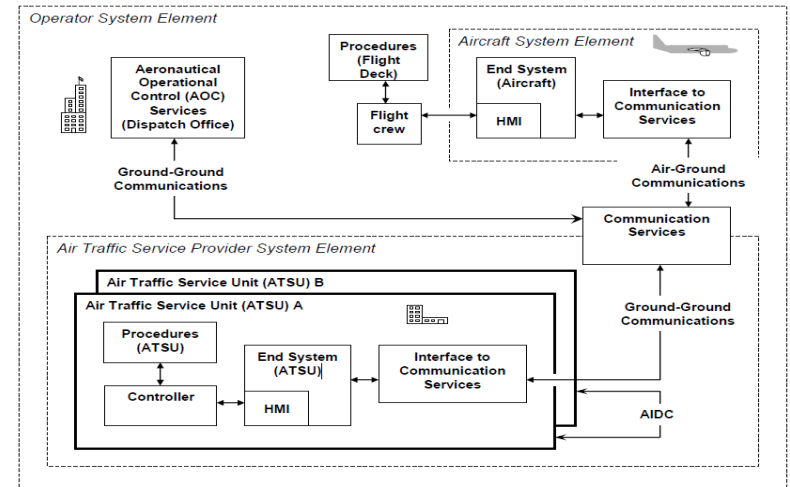 Operator System Element
Aeronautical
Operational
Control (AOC)
Services
(Dispatch Office)
Procedures
(Flight
Deck)
Flight
crew
Aircraft System Element
End System
(Aircraft)
HMI
Interface to
Communication
Services
Ground-Ground
Communications
Air-Ground
Communications
Communication
Services
Air Traffic Service Provider System Element
Air Traffic Service Unit (ATSU) B
Air Traffic Service Unit (ATSU) A
Procedures
(ATSU)
Controller
End System
(ATSU)
HMI
Interface to
Communication
Services
Ground-Ground
Communications
AIDC